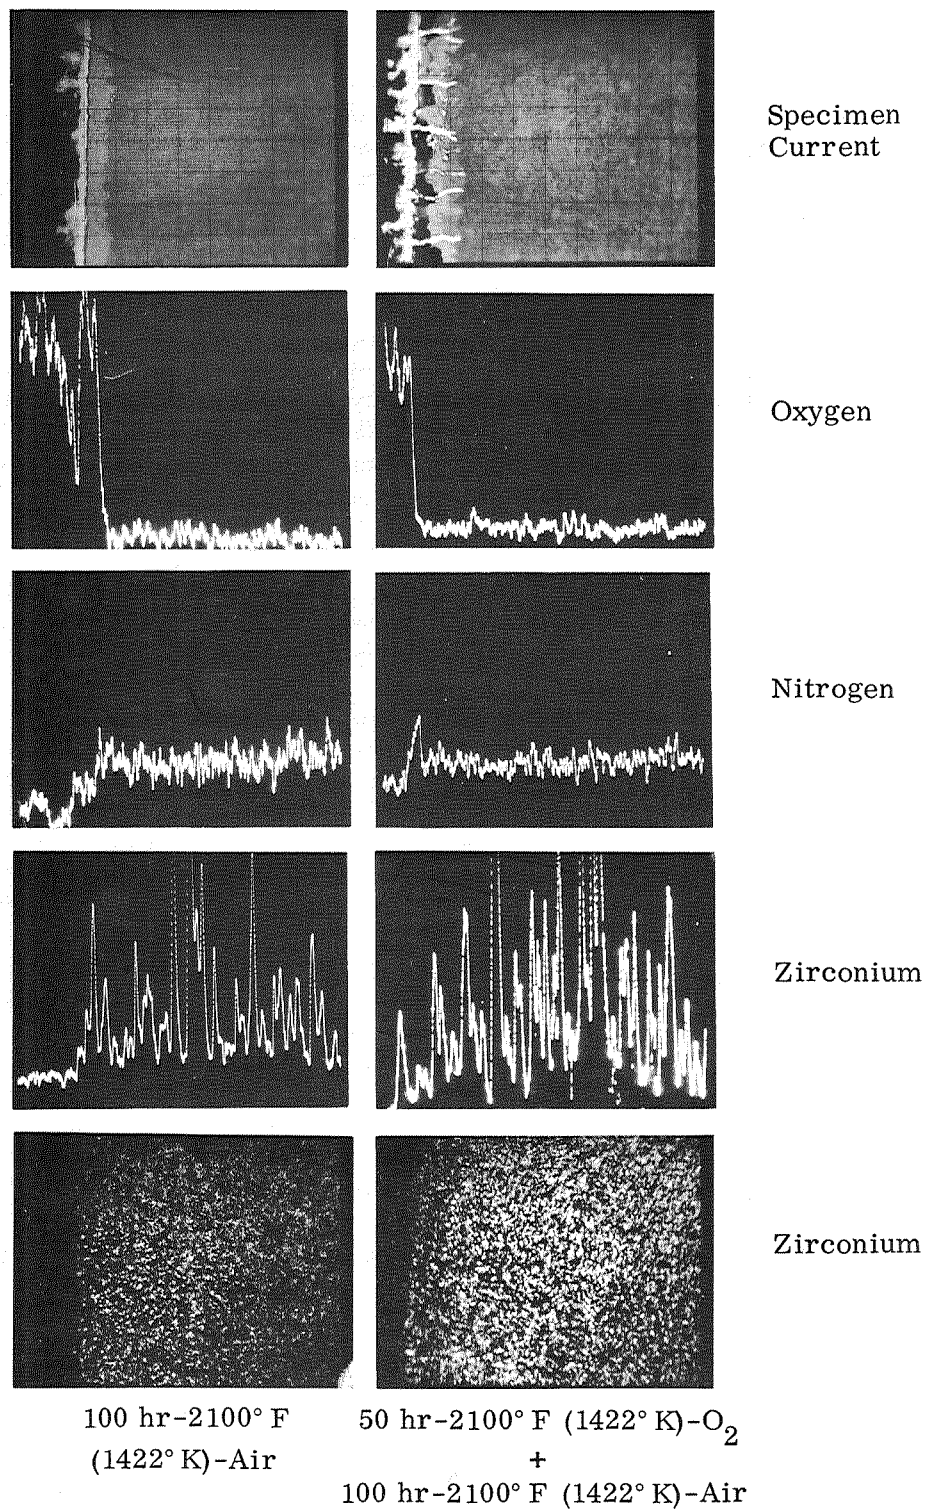 Specimen
Current
Oxygen
Nitrogen
Zirconium
Zirconium
100 hr-2100° F
(1422° K)-Air
50 hr-2100° F (1422° K)-O₂
+
100 hr-2100° F (1422° K)-Air